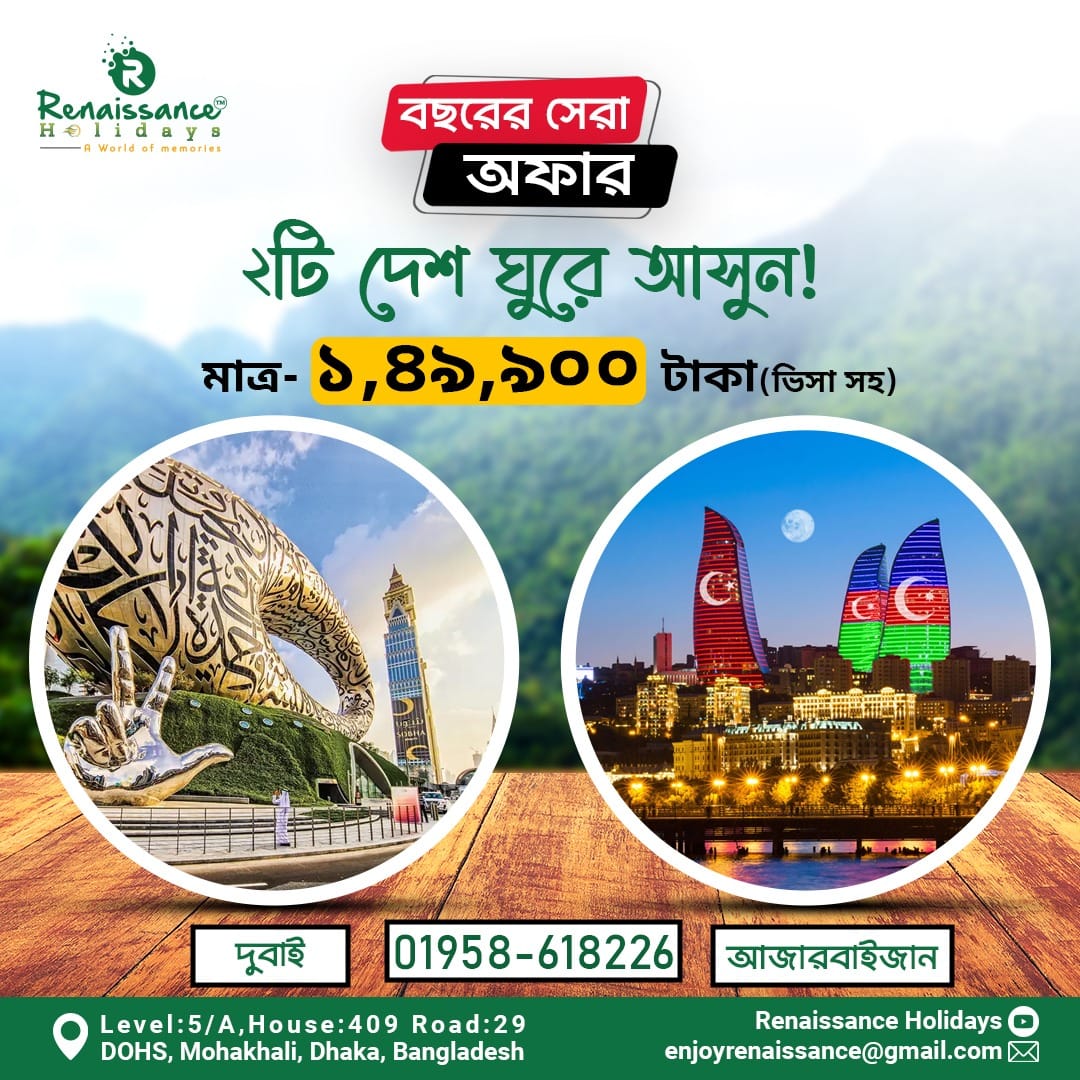 Renaissance™
Holidays
A World of memories
বছরের সেরা
অফার
২টি দেশ ঘুরে আসুন!
মাত্র- ১,৪৯,৯০০ টাকা(ভিসা সহ)
দুবাই
01958-618226
আজারবাইজান
Level:5/A,House:409 Road:29
DOHS, Mohakhali, Dhaka, Bangladesh
Renaissance Holidays
enjoyrenaissance@gmail.com